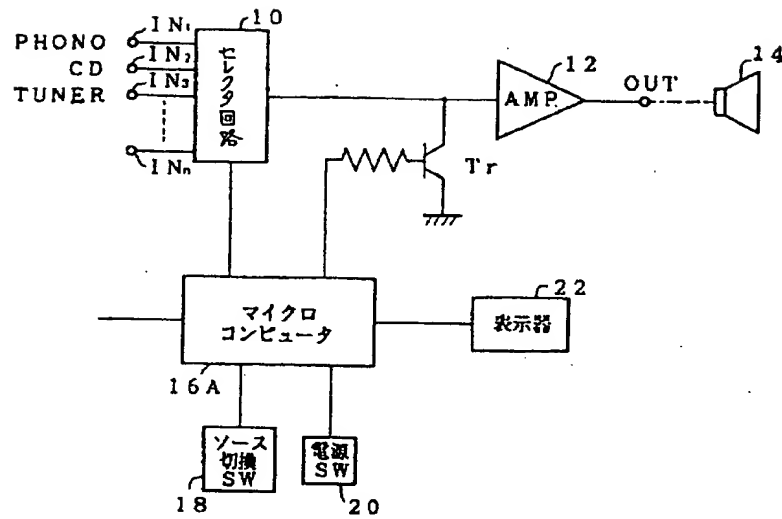 PHONO
CD
TUNER
IN₁
IN₂
IN₃
INₙ
10
セレクタ回路
12
AMP.
OUT
14
Tr
マイクロ
コンピュータ
16A
22
表示器
ソース
切換
SW
18
電源
SW
20